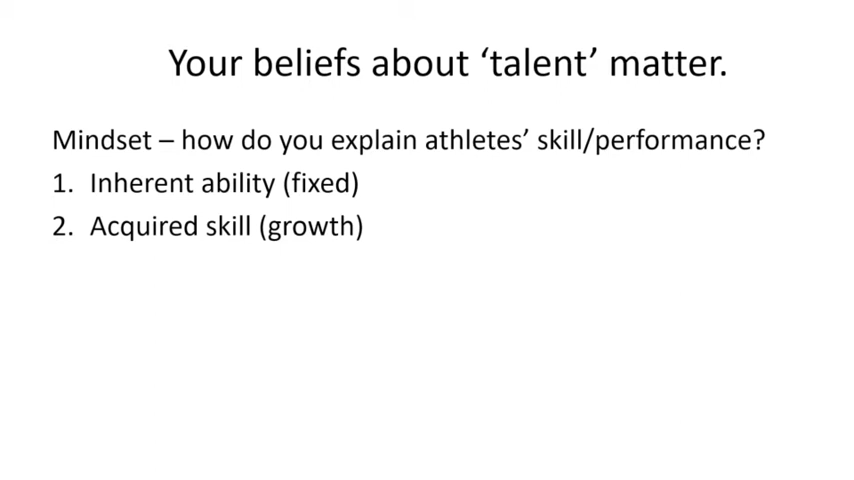 Your beliefs about ‘talent’ matter.
Mindset – how do you explain athletes’ skill/performance?
1. Inherent ability (fixed)
2. Acquired skill (growth)